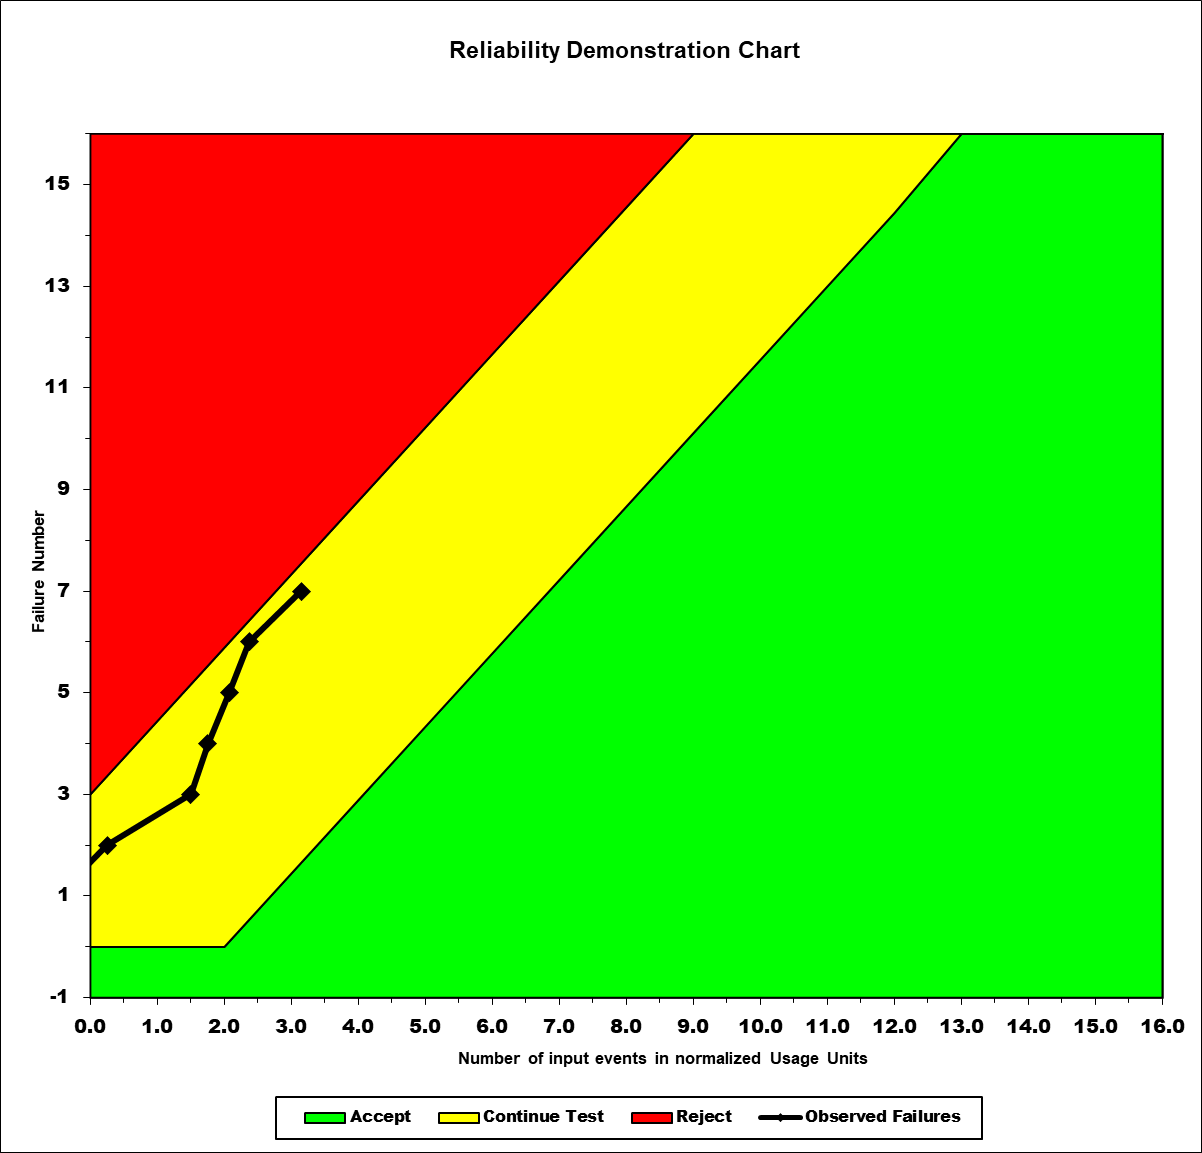 Reliability Demonstration Chart
15
13
11
9
7
5
3
1
-1
Failure Number
0.0 1.0 2.0 3.0 4.0 5.0 6.0 7.0 8.0 9.0 10.0 11.0 12.0 13.0 14.0 15.0 16.0
Number of input events in normalized Usage Units
Accept Continue Test Reject Observed Failures